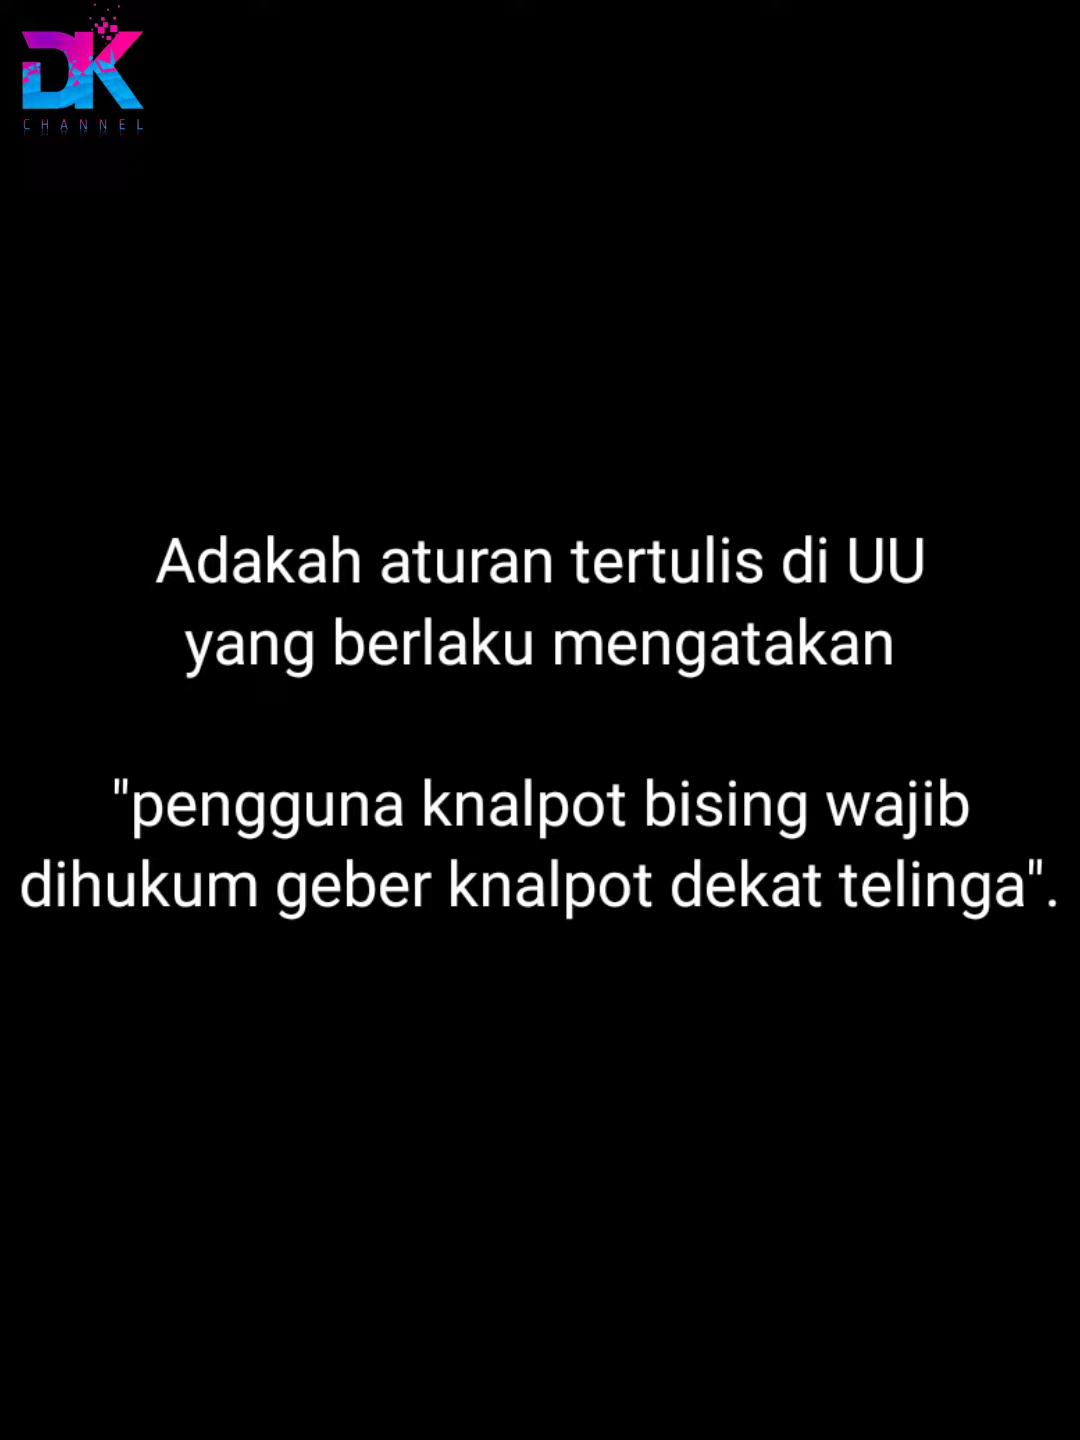 DK
CHANNEL
Adakah aturan tertulis di UU
yang berlaku mengatakan
"pengguna knalpot bising wajib
dihukum geber knalpot dekat telinga".